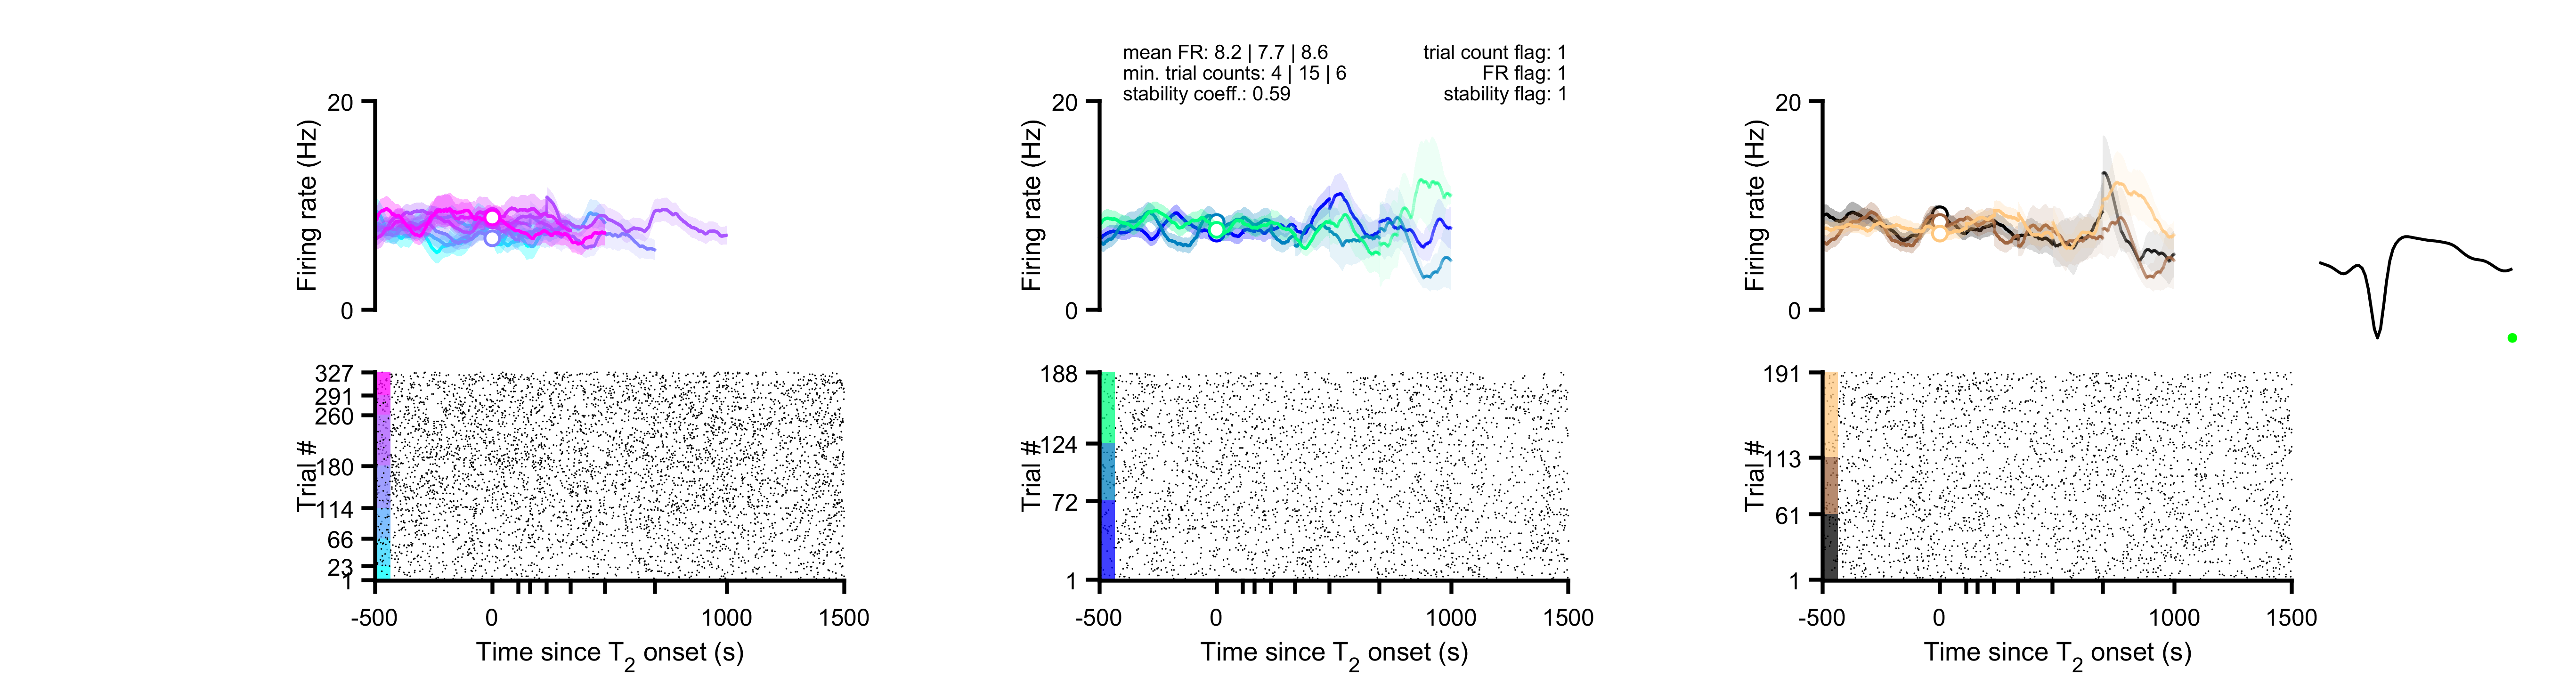 mean FR: 8.2 | 7.7 | 8.6
min. trial counts: 4 | 15 | 6
stability coeff.: 0.59
trial count flag: 1
FR flag: 1
stability flag: 1
20
Firing rate (Hz)
0
20
Firing rate (Hz)
0
20
Firing rate (Hz)
0
327
291
260
180
114
66
23
1
Trial #
-500
0
1000
1500
Time since T2 onset (s)
188
124
72
1
Trial #
-500
0
1000
1500
Time since T2 onset (s)
191
113
61
1
Trial #
-500
0
1000
1500
Time since T2 onset (s)